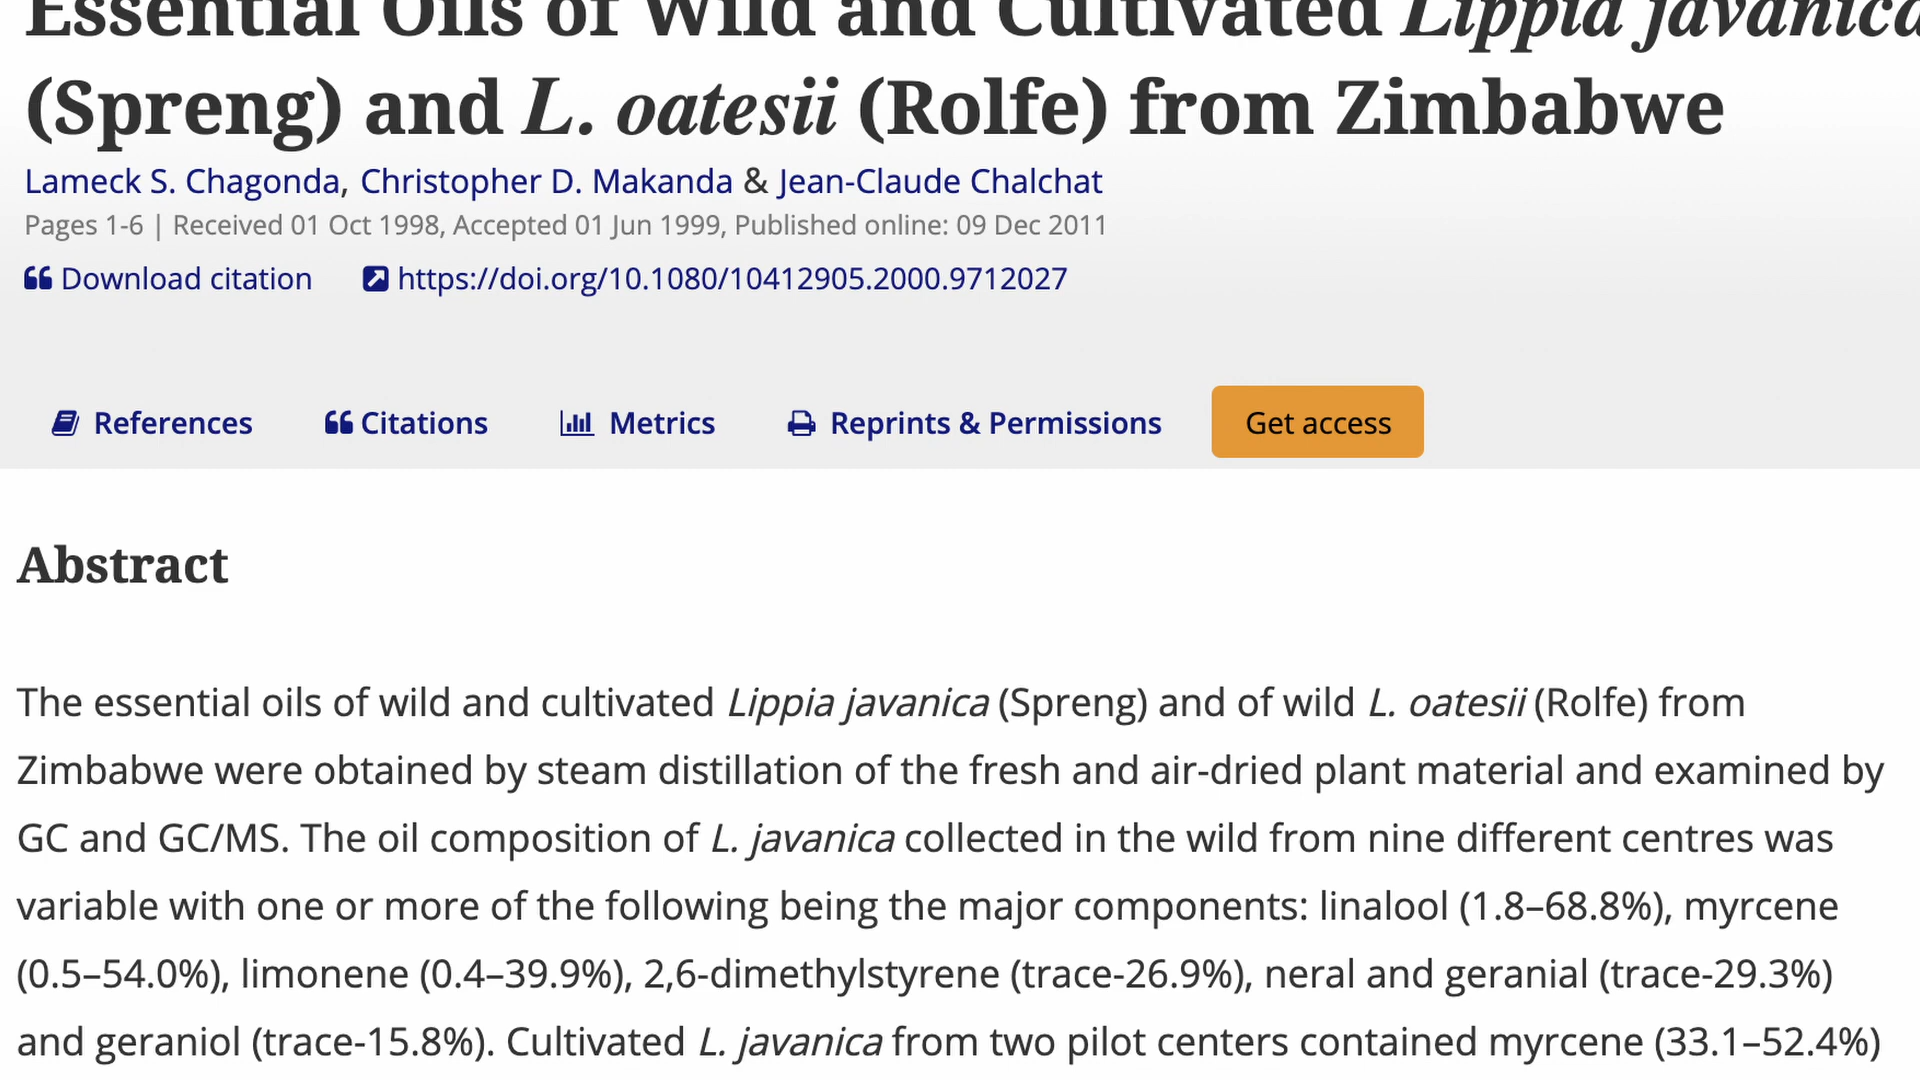 Essential Oils of Wild and Cultivated Lippia javanica
(Spreng) and L. oatesii (Rolfe) from Zimbabwe
Lameck S. Chagonda, Christopher D. Makanda & Jean-Claude Chalchat
Pages 1-6 | Received 01 Oct 1998, Accepted 01 Jun 1999, Published online: 09 Dec 2011
Download citation https://doi.org/10.1080/10412905.2000.9712027
References Citations Metrics Reprints & Permissions Get access
Abstract
The essential oils of wild and cultivated Lippia javanica (Spreng) and of wild L. oatesii (Rolfe) from
Zimbabwe were obtained by steam distillation of the fresh and air-dried plant material and examined by
GC and GC/MS. The oil composition of L. javanica collected in the wild from nine different centres was
variable with one or more of the following being the major components: linalool (1.8–68.8%), myrcene
(0.5–54.0%), limonene (0.4–39.9%), 2,6-dimethylstyrene (trace-26.9%), neral and geranial (trace-29.3%)
and geraniol (trace-15.8%). Cultivated L. javanica from two pilot centers contained myrcene (33.1–52.4%)